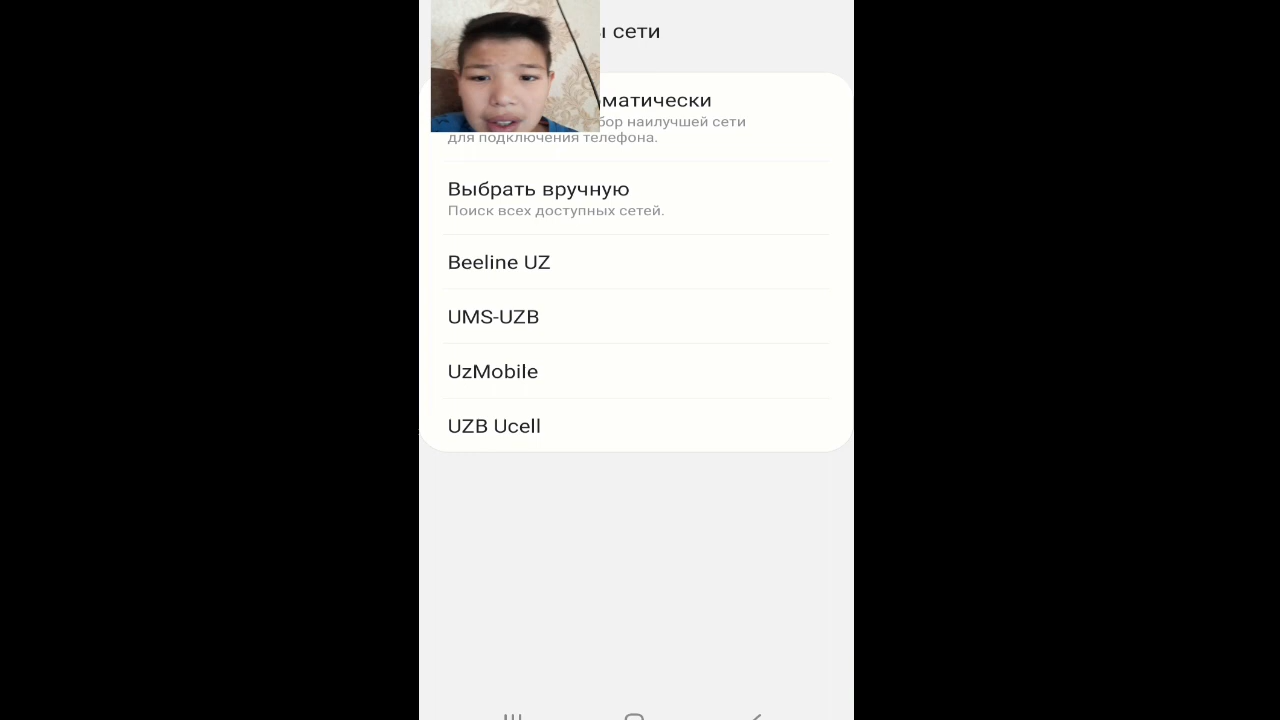 сети
матически
бор наилучшей сети
для подключения телефона.
Выбрать вручную
Поиск всех доступных сетей.
Beeline UZ
UMS-UZB
UzMobile
UZB Ucell